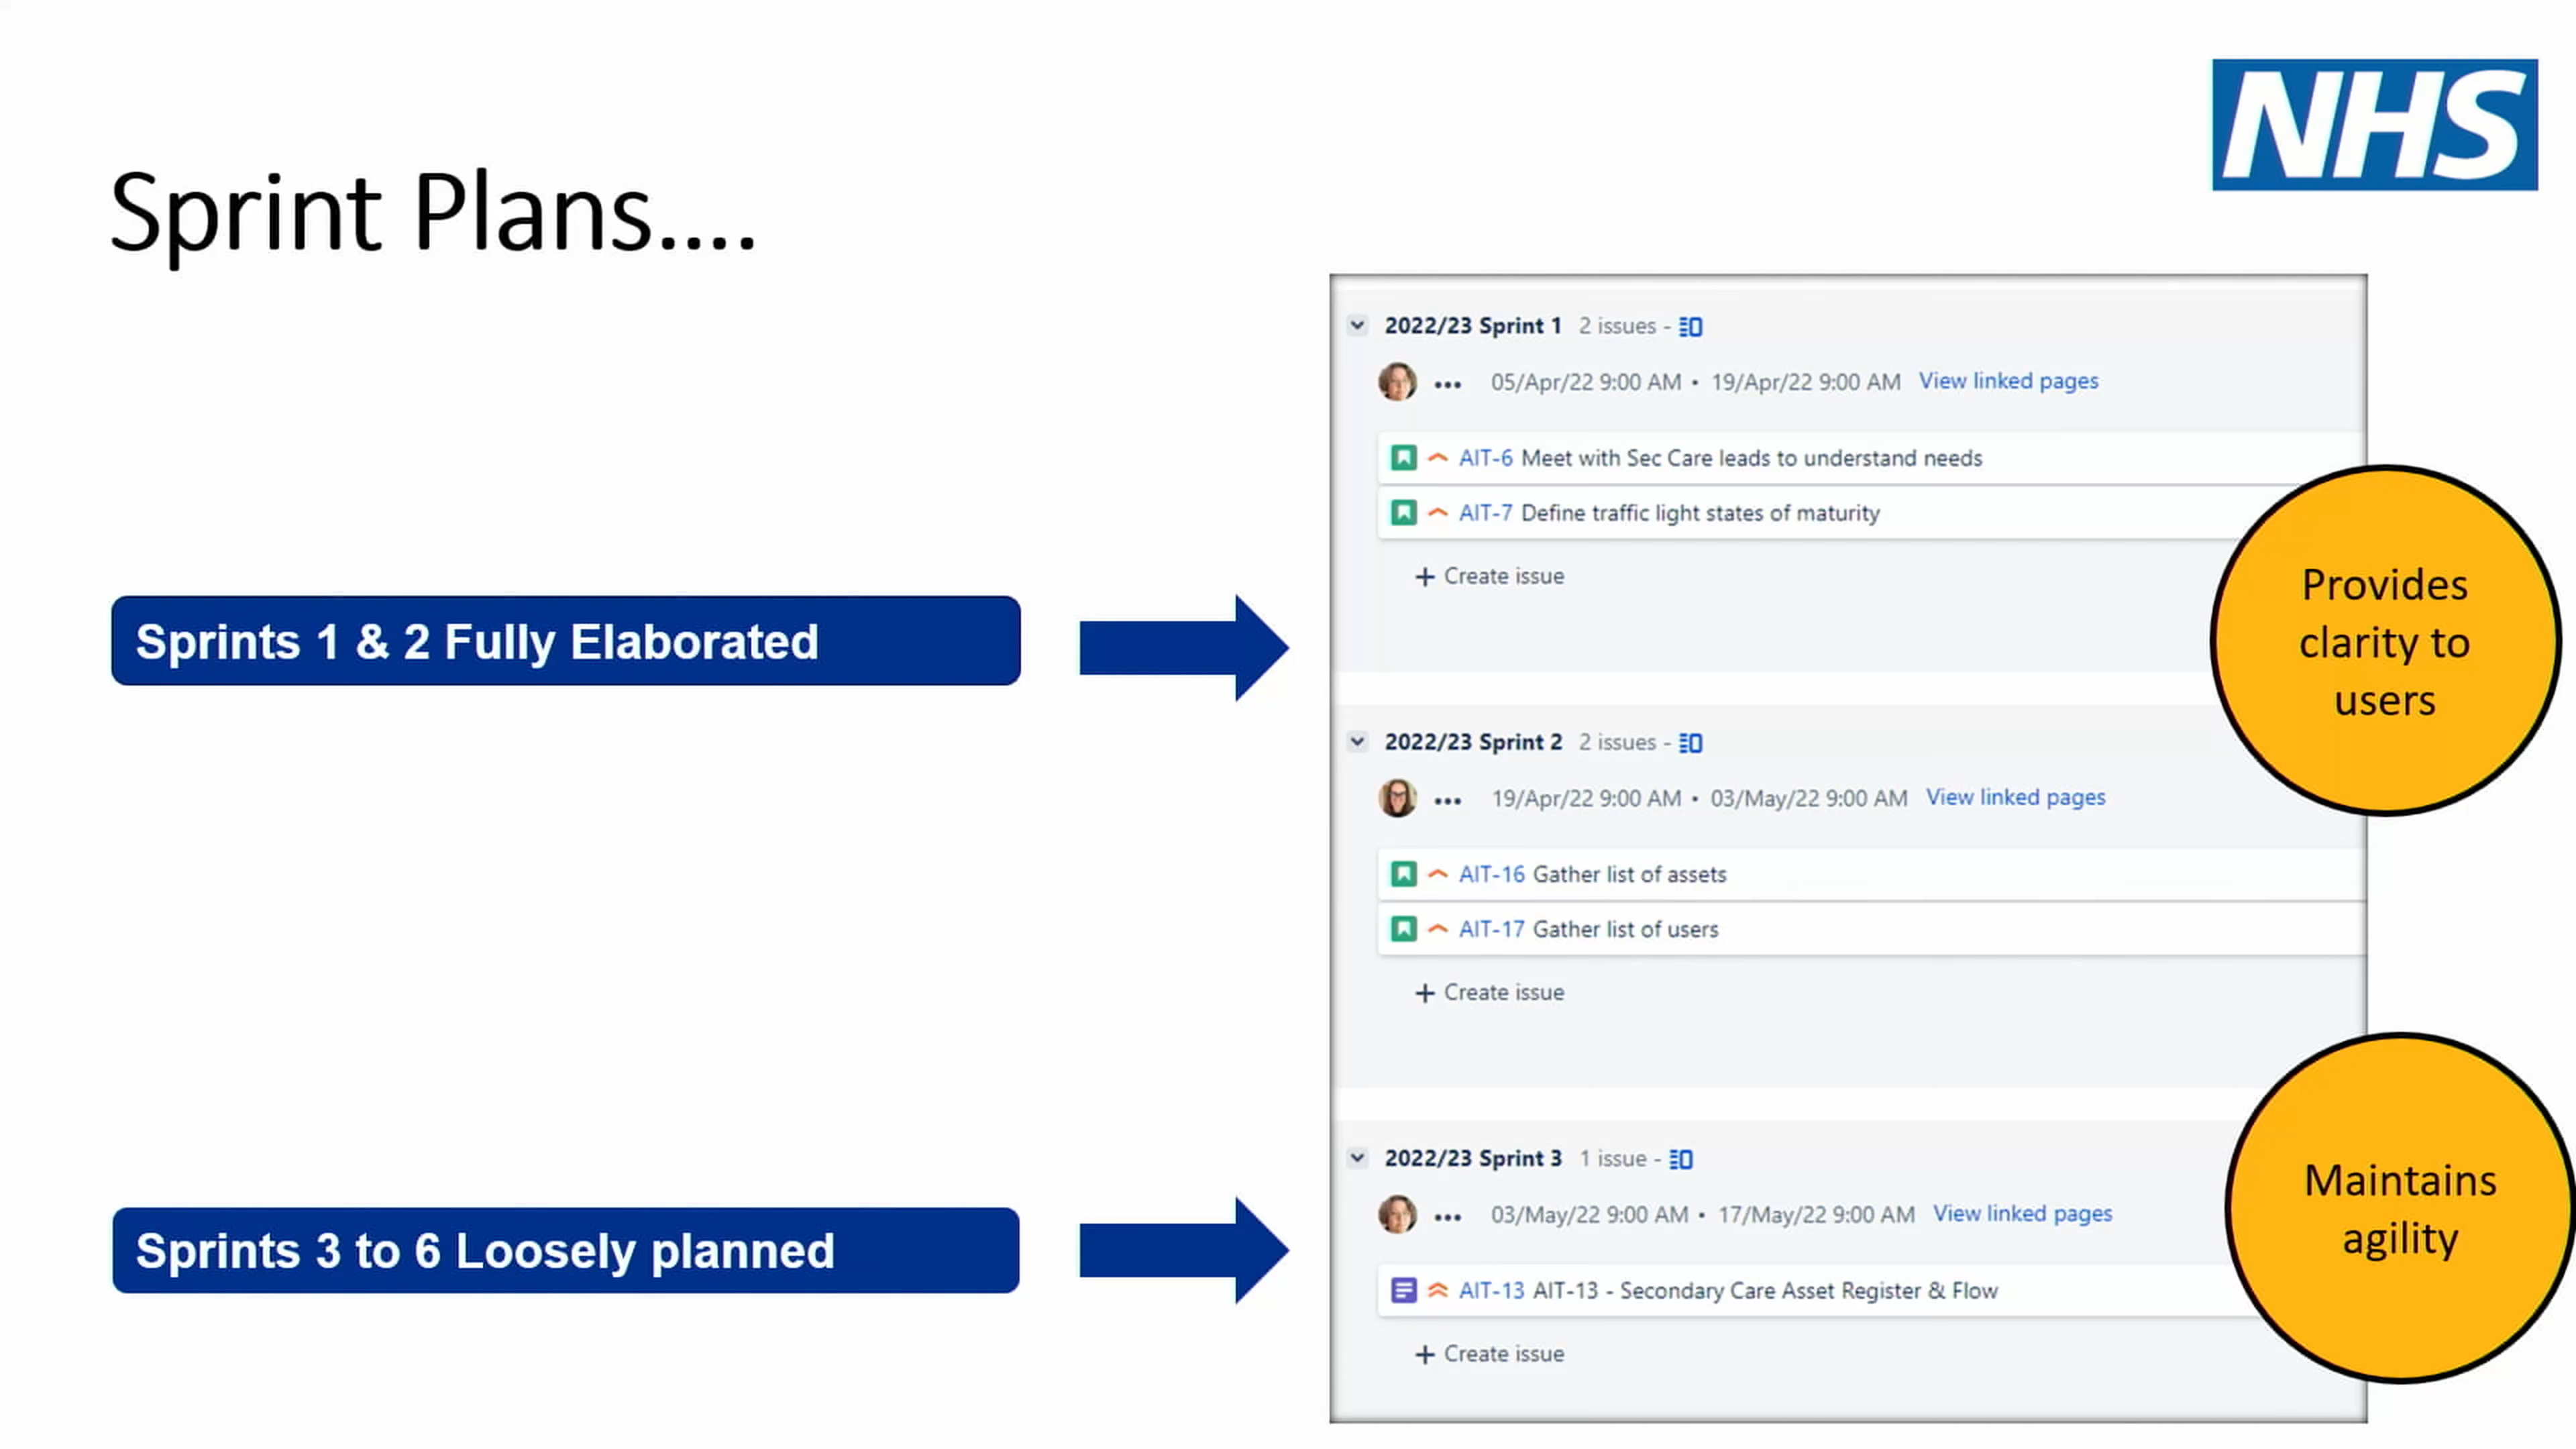 NHS
Sprint Plans....
2022/23 Sprint 1 2 issues -
05/Apr/22 9:00 AM • 19/Apr/22 9:00 AM View linked pages
AIT-6 Meet with Sec Care leads to understand needs
AIT-7 Define traffic light states of maturity
+ Create issue
Provides
clarity to
users
Sprints 1 & 2 Fully Elaborated
2022/23 Sprint 2 2 issues -
19/Apr/22 9:00 AM • 03/May/22 9:00 AM View linked pages
AIT-16 Gather list of assets
AIT-17 Gather list of users
+ Create issue
Sprints 3 to 6 Loosely planned
2022/23 Sprint 3 1 issue -
03/May/22 9:00 AM • 17/May/22 9:00 AM View linked pages
AIT-13 AIT-13 - Secondary Care Asset Register & Flow
+ Create issue
Maintains
agility